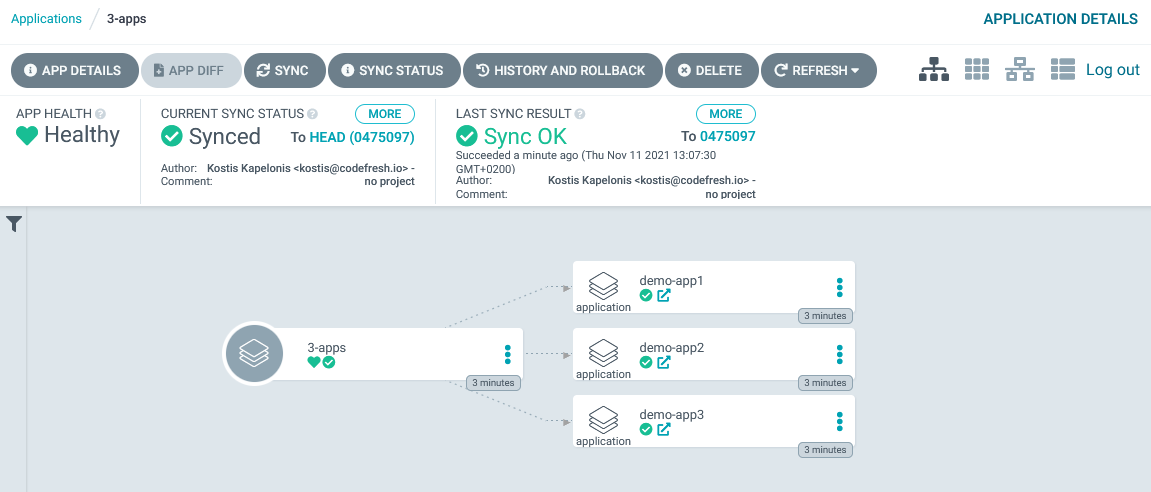 Applications / 3-apps
APPLICATION DETAILS
APP DETAILS
APP DIFF
SYNC
SYNC STATUS
HISTORY AND ROLLBACK
DELETE
REFRESH
Log out
APP HEALTH
Healthy
CURRENT SYNC STATUS
MORE
Synced
To HEAD (0475097)
Author: Kostis Kapelonis <kostis@codefresh.io> -
Comment: no project
LAST SYNC RESULT
MORE
Sync OK
To 0475097
Succeeded a minute ago (Thu Nov 11 2021 13:07:30
GMT+0200)
Author: Kostis Kapelonis <kostis@codefresh.io> -
Comment: no project
3-apps
3 minutes
demo-app1
application
3 minutes
demo-app2
application
3 minutes
demo-app3
application
3 minutes